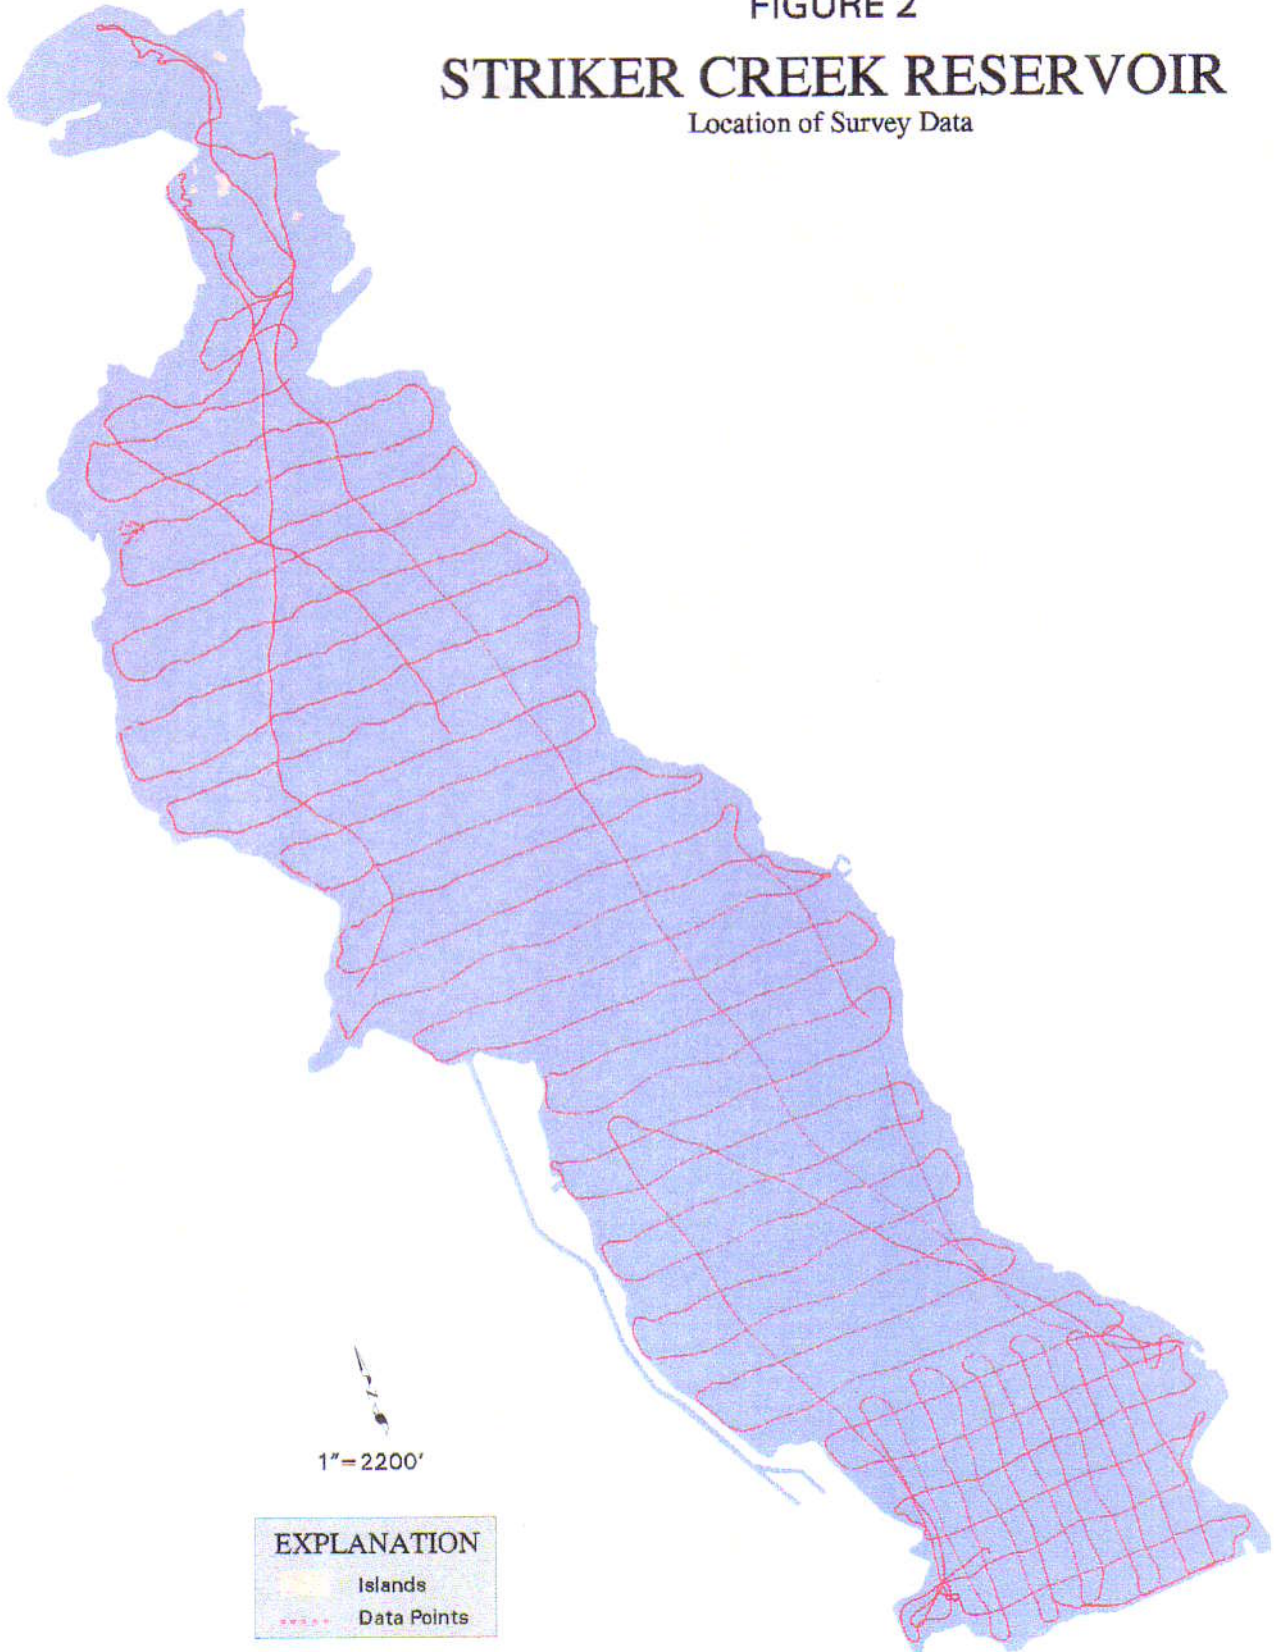 FIGURE 2
STRIKER CREEK RESERVOIR
Location of Survey Data
N
1"=2200'
EXPLANATION
Islands
Data Points